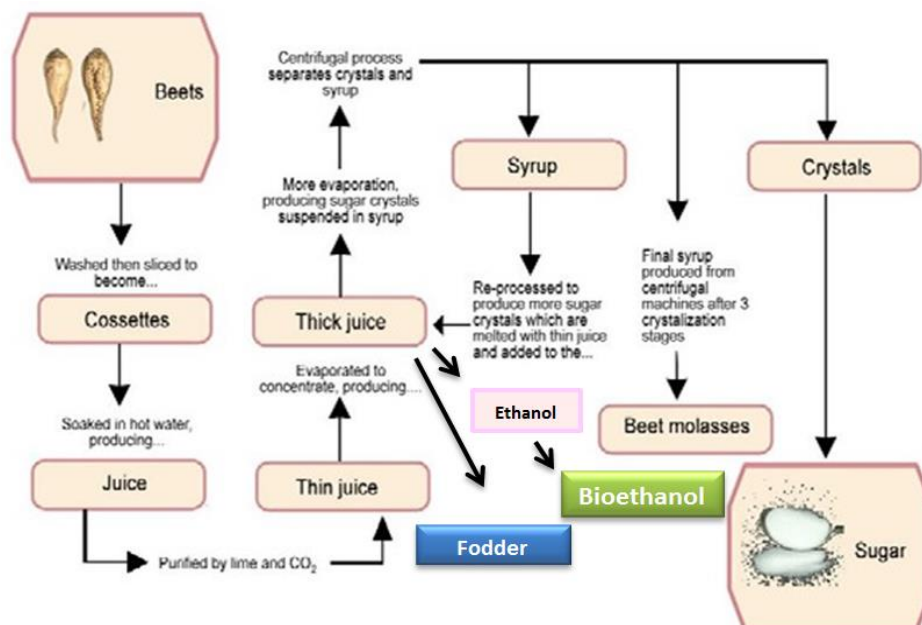 Beets
Washed then sliced to
become...
Cossettes
Soaked in hot water,
producing...
Juice
Purified by lime and CO₂
Thin juice
Evaporated to
concentrate, producing....
Thick juice
More evaporation,
producing sugar crystals
suspended in syrup
Centrifugal process
separates crystals and
syrup
Syrup
Re-processed to
produce more sugar
crystals which are
melted with thin juice
and added to the...
Ethanol
Bioethanol
Fodder
Final syrup
produced from
centrifugal
machines after 3
crystalization
stages
Beet molasses
Crystals
Sugar